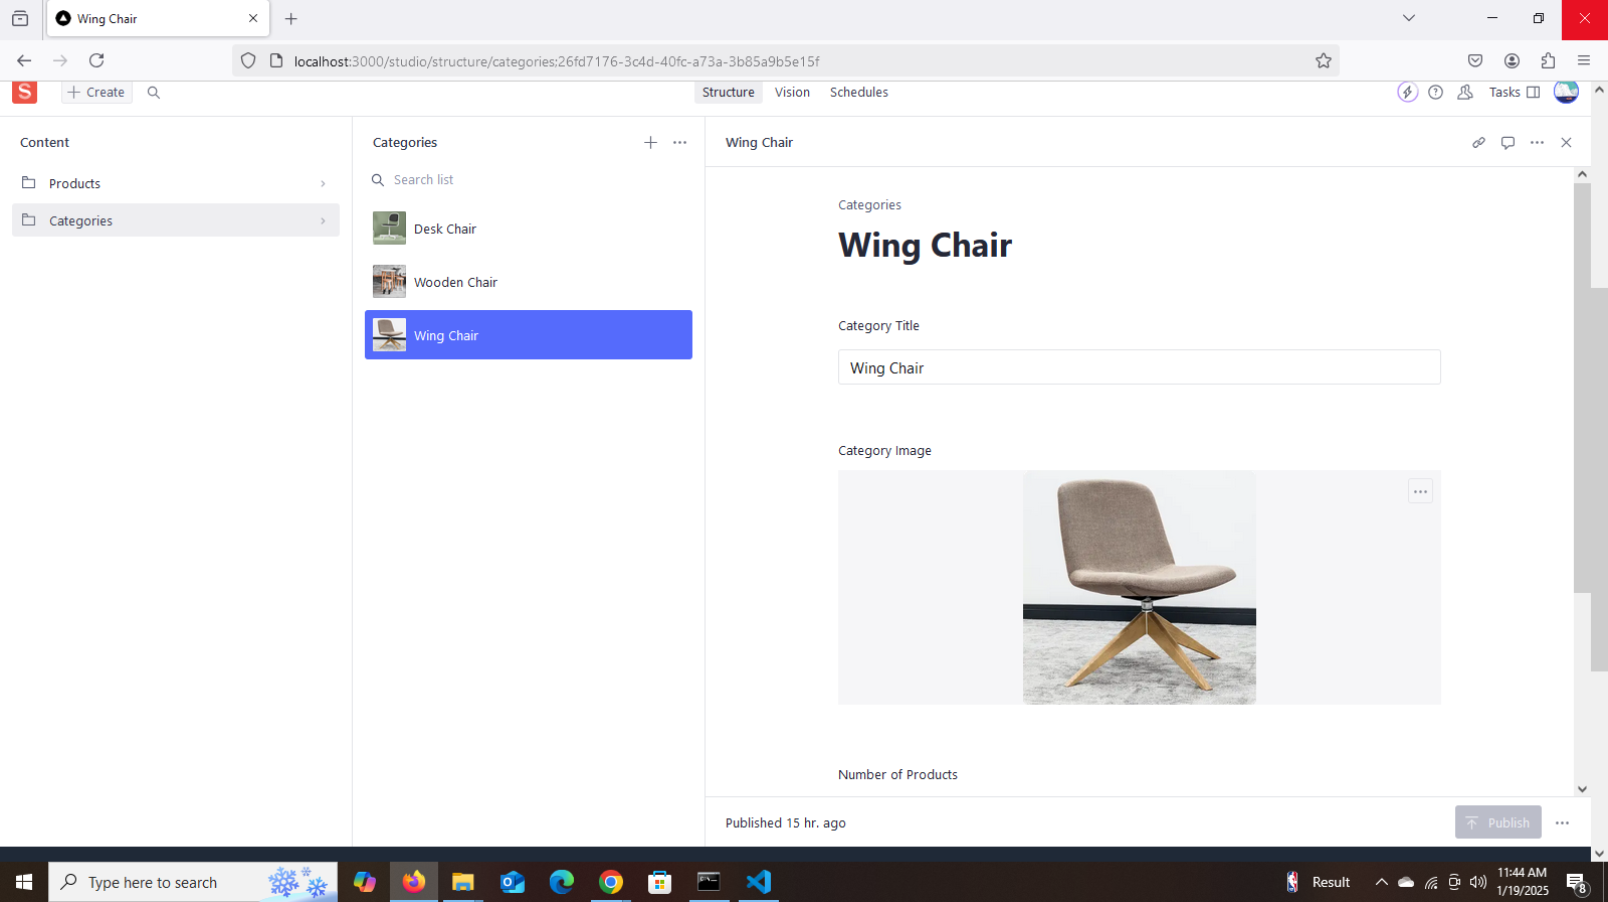 Wing Chair
localhost:3000/studio/structure/categories;26fd7176-3c4d-40fc-a73a-3b85a9b5e15f
S
Create
Structure
Vision
Schedules
Tasks
Content
Products
Categories
Categories
Search list
Desk Chair
Wooden Chair
Wing Chair
Wing Chair
Categories
Wing Chair
Category Title
Wing Chair
Category Image
Number of Products
Published 15 hr. ago
Publish
Type here to search
Result
11:44 AM
1/19/2025
8